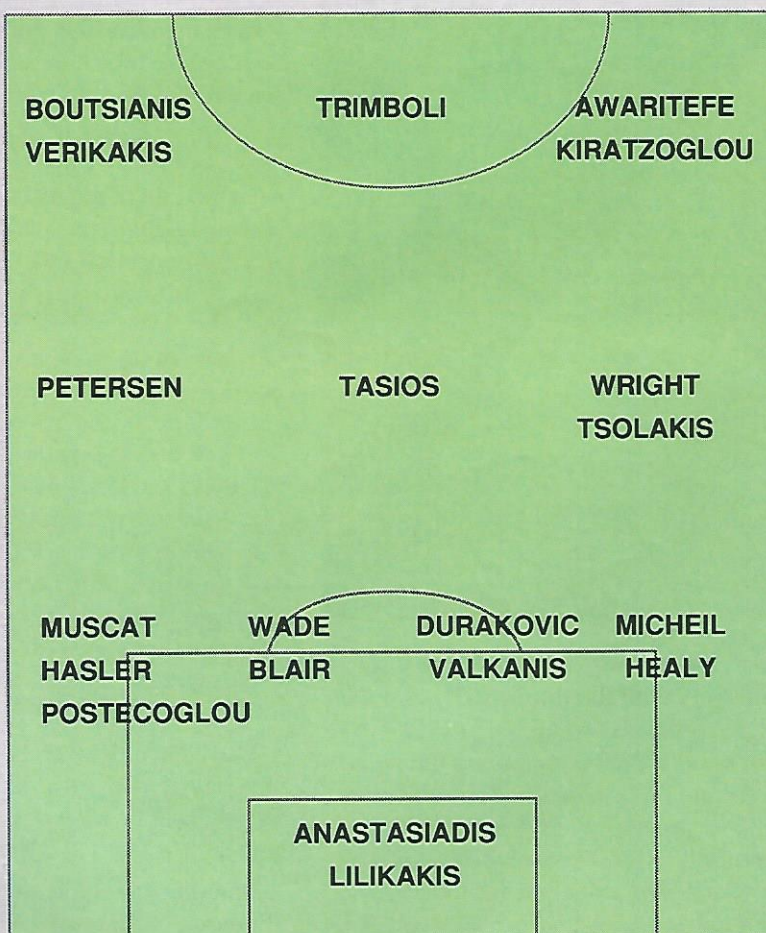 BOUTSIANIS TRIMBOLI AWARITEFE
VERIKAKIS KIRATZOGLOU
PETERSEN TASIOS WRIGHT
TSOLAKIS
MUSCAT WADE DURAKOVIC MICHEIL
HASLER BLAIR VALKANIS HEALY
POSTECOGLOU
ANASTASIADIS
LILIKAKIS